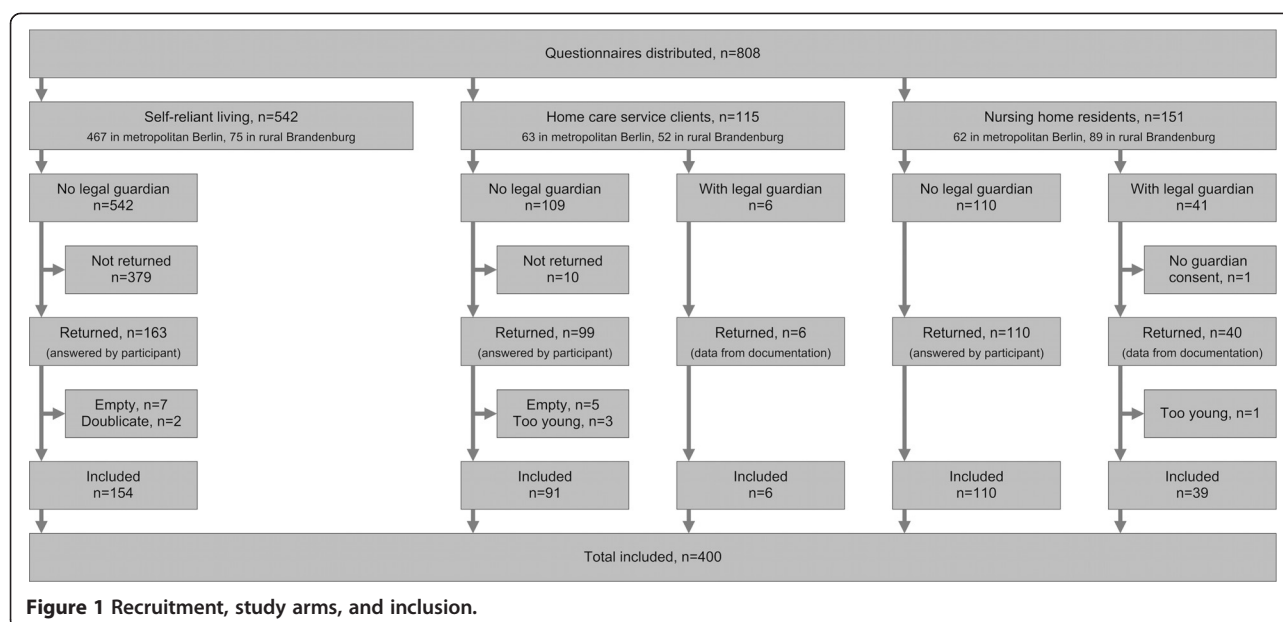 Questionnaires distributed, n=808
Self-reliant living, n=542
467 in metropolitan Berlin, 75 in rural Brandenburg
Home care service clients, n=115
63 in metropolitan Berlin, 52 in rural Brandenburg
Nursing home residents, n=151
62 in metropolitan Berlin, 89 in rural Brandenburg
No legal guardian
n=542
No legal guardian
n=109
With legal guardian
n=6
No legal guardian
n=110
With legal guardian
n=41
Not returned
n=379
Not returned
n=10
No guardian
consent, n=1
Returned, n=163
(answered by participant)
Returned, n=99
(answered by participant)
Returned, n=6
(data from documentation)
Returned, n=110
(answered by participant)
Returned, n=40
(data from documentation)
Empty, n=7
Doublicate, n=2
Empty, n=5
Too young, n=3
Too young, n=1
Included
n=154
Included
n=91
Included
n=6
Included
n=110
Included
n=39
Total included, n=400
Figure 1 Recruitment, study arms, and inclusion.